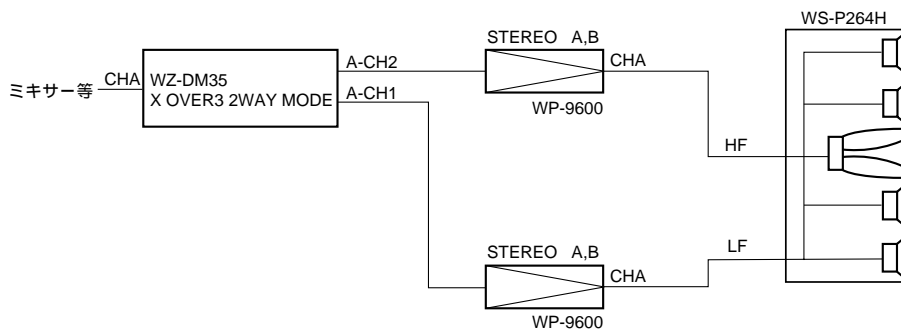 WS-P264H
STEREO A,B
A-CH2
CHA
CHA
WZ-DM35
ミキサー等
A-CH1
X OVER3 2WAY MODE
WP-9600
HF
STEREO A,B
LF
CHA
WP-9600